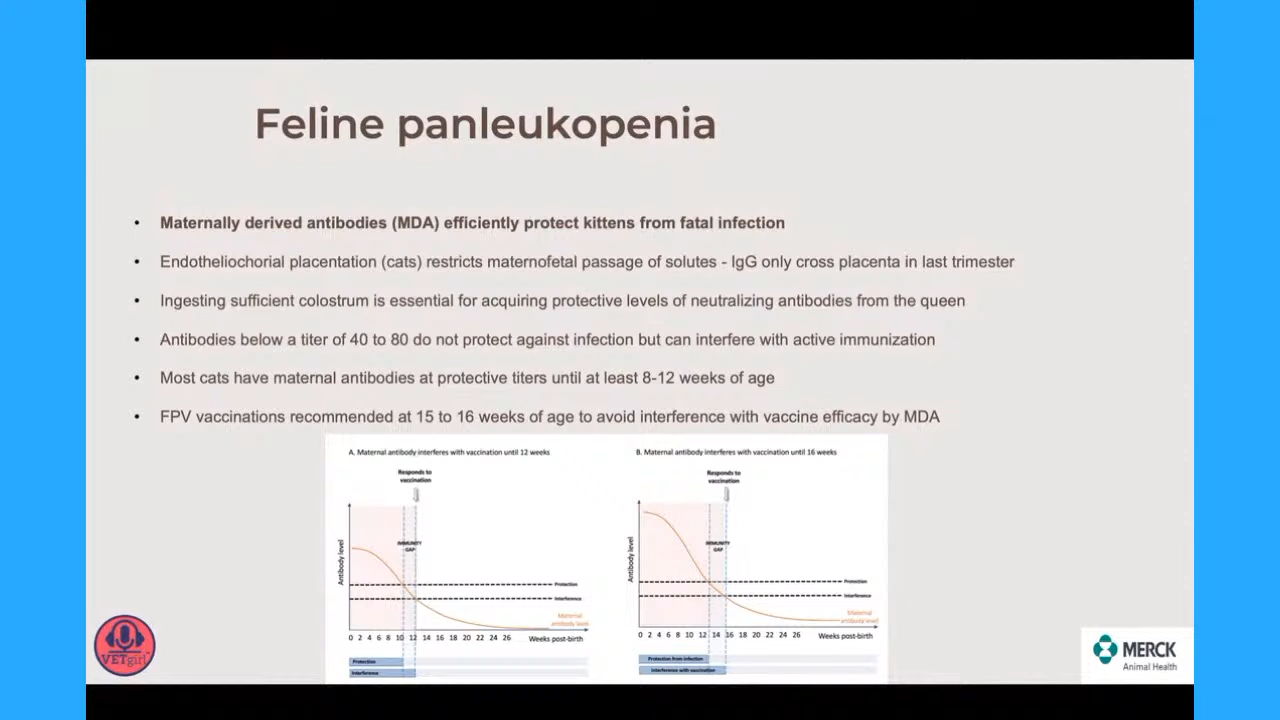 Feline panleukopenia
• Maternally derived antibodies (MDA) efficiently protect kittens from fatal infection
• Endotheliochorial placentation (cats) restricts maternofetal passage of solutes - IgG only cross placenta in last trimester
• Ingesting sufficient colostrum is essential for acquiring protective levels of neutralizing antibodies from the queen
• Antibodies below a titer of 40 to 80 do not protect against infection but can interfere with active immunization
• Most cats have maternal antibodies at protective titers until at least 8-12 weeks of age
• FPV vaccinations recommended at 15 to 16 weeks of age to avoid interference with vaccine efficacy by MDA
A. Maternal antibody interferes with vaccination until 12 weeks
Responds to
vaccination
IMMUNITY
GAP
Antibody level
Protection
Interference
Maternal
antibody level
0 2 4 6 8 10 12 14 16 18 20 22 24 26
Weeks post-birth
Protection
Interference
B. Maternal antibody interferes with vaccination until 16 weeks
Responds to
vaccination
IMMUNITY
GAP
Antibody level
Protection
Interference
Maternal
antibody level
0 2 4 6 8 10 12 14 16 18 20 22 24 26
Weeks post-birth
Protection from infection
Interference with vaccination
VETgirl
MERCK
Animal Health